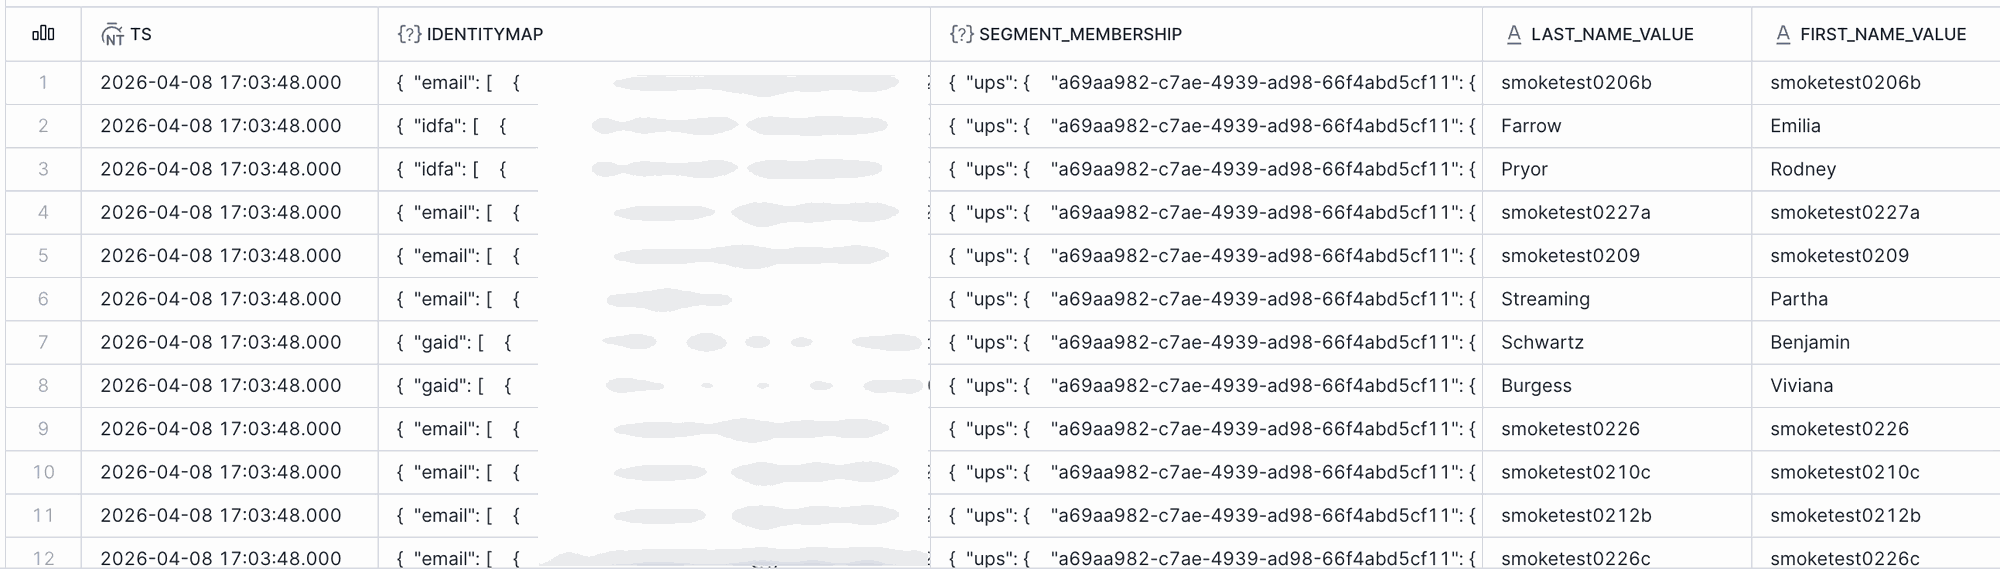 TS IDENTITYMAP SEGMENT_MEMBERSHIP LAST_NAME_VALUE FIRST_NAME_VALUE
1 2026-04-08 17:03:48.000 { "email": [ { { "ups": { "a69aa982-c7ae-4939-ad98-66f4abd5cf11": { smoketest0206b smoketest0206b
2 2026-04-08 17:03:48.000 { "idfa": [ { { "ups": { "a69aa982-c7ae-4939-ad98-66f4abd5cf11": { Farrow Emilia
3 2026-04-08 17:03:48.000 { "idfa": [ { { "ups": { "a69aa982-c7ae-4939-ad98-66f4abd5cf11": { Pryor Rodney
4 2026-04-08 17:03:48.000 { "email": [ { { "ups": { "a69aa982-c7ae-4939-ad98-66f4abd5cf11": { smoketest0227a smoketest0227a
5 2026-04-08 17:03:48.000 { "email": [ { { "ups": { "a69aa982-c7ae-4939-ad98-66f4abd5cf11": { smoketest0209 smoketest0209
6 2026-04-08 17:03:48.000 { "email": [ { { "ups": { "a69aa982-c7ae-4939-ad98-66f4abd5cf11": { Streaming Partha
7 2026-04-08 17:03:48.000 { "gaid": [ { { "ups": { "a69aa982-c7ae-4939-ad98-66f4abd5cf11": { Schwartz Benjamin
8 2026-04-08 17:03:48.000 { "gaid": [ { { "ups": { "a69aa982-c7ae-4939-ad98-66f4abd5cf11": { Burgess Viviana
9 2026-04-08 17:03:48.000 { "email": [ { { "ups": { "a69aa982-c7ae-4939-ad98-66f4abd5cf11": { smoketest0226 smoketest0226
10 2026-04-08 17:03:48.000 { "email": [ { { "ups": { "a69aa982-c7ae-4939-ad98-66f4abd5cf11": { smoketest0210c smoketest0210c
11 2026-04-08 17:03:48.000 { "email": [ { { "ups": { "a69aa982-c7ae-4939-ad98-66f4abd5cf11": { smoketest0212b smoketest0212b
12 2026-04-08 17:03:48.000 { "email": [ { { "ups": { "a69aa982-c7ae-4939-ad98-66f4abd5cf11": { smoketest0226c smoketest0226c